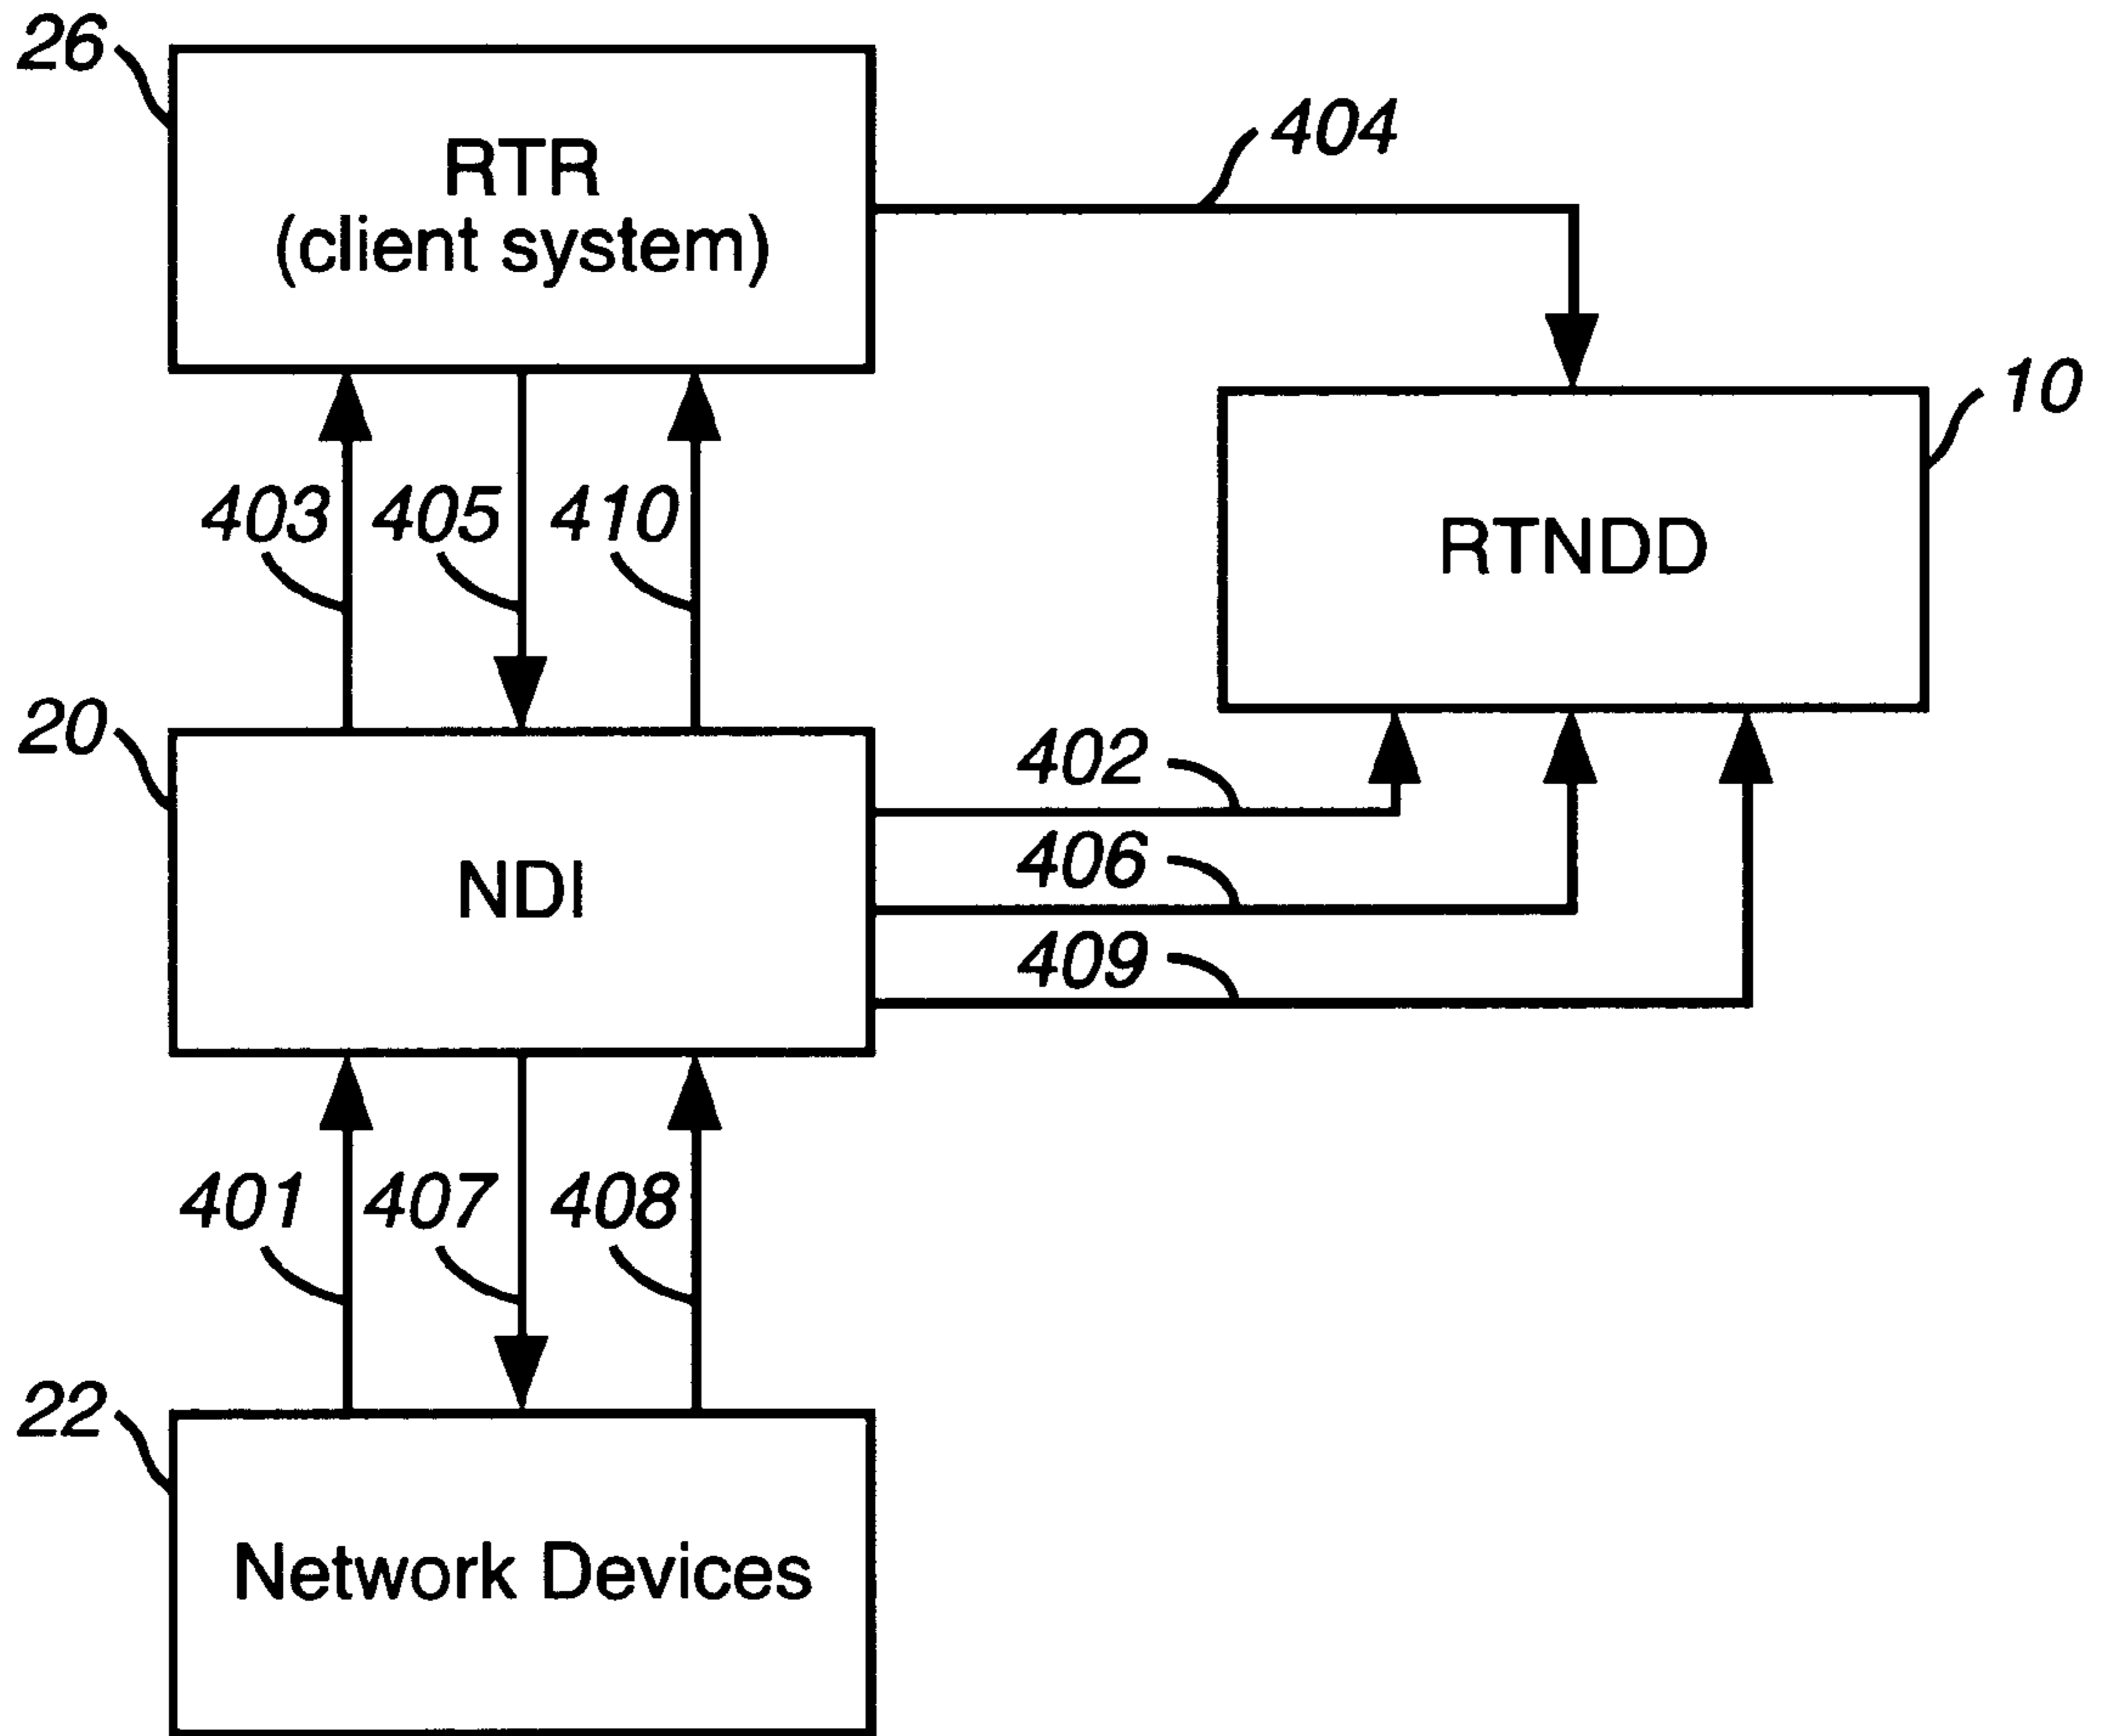 26
RTR
(client system)
404
10
RTNDD
403
405
410
20
NDI
402
406
409
401
407
408
22
Network Devices